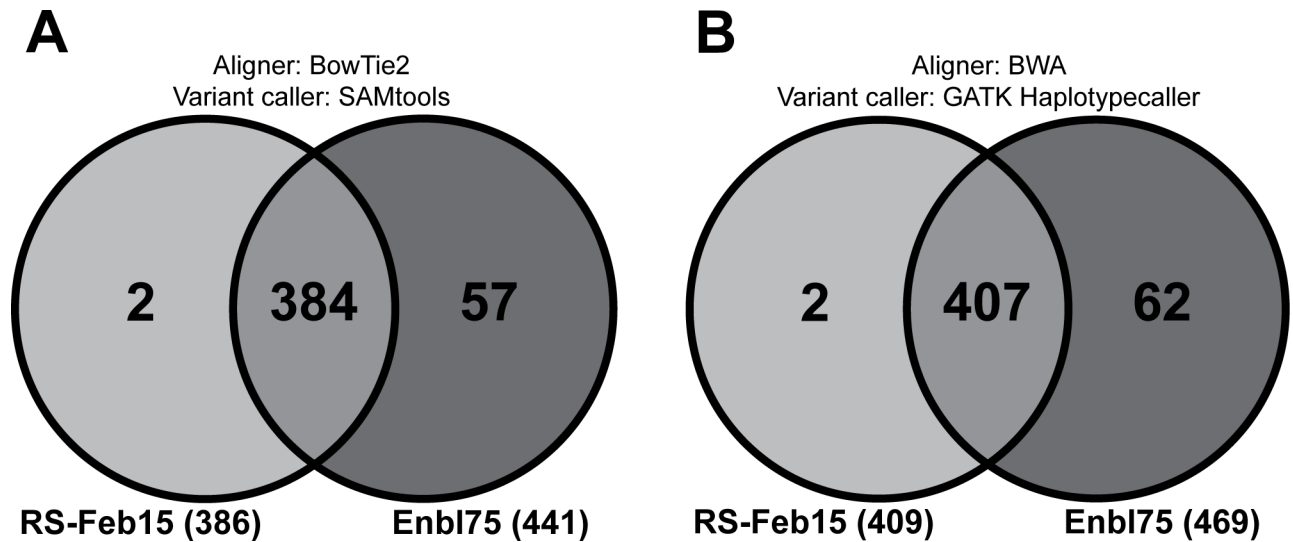 A
Aligner: BowTie2
Variant caller: SAMtools
2
384
57
RS-Feb15 (386)
Enbl75 (441)
B
Aligner: BWA
Variant caller: GATK Haplotypecaller
2
407
62
RS-Feb15 (409)
Enbl75 (469)